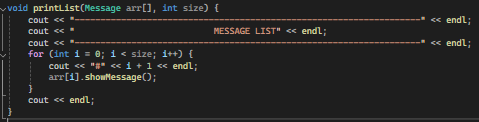 void printList(Message arr[], int size) {
    cout << "----------------------------------------------------------------------" << endl;
    cout << "                            MESSAGE LIST" << endl;
    cout << "----------------------------------------------------------------------" << endl;
    for (int i = 0; i < size; i++) {
        cout << "#" << i + 1 << endl;
        arr[i].showMessage();
    }
    cout << endl;
}